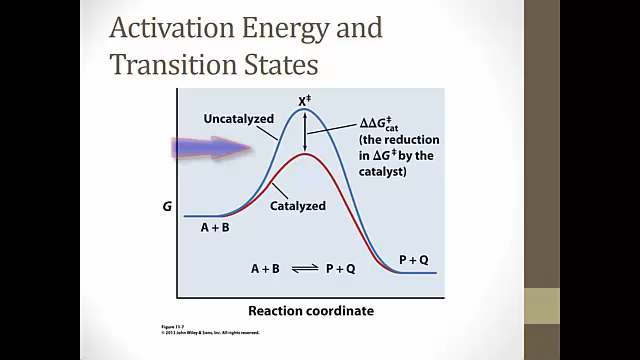 Activation Energy and
Transition States
X‡
Uncatalyzed
ΔΔG‡cat
(the reduction
in ΔG‡ by the
catalyst)
G
Catalyzed
A + B
P + Q
A + B ⇌ P + Q
Reaction coordinate
Figure 11-7
© 2013 John Wiley & Sons, Inc. All rights reserved.